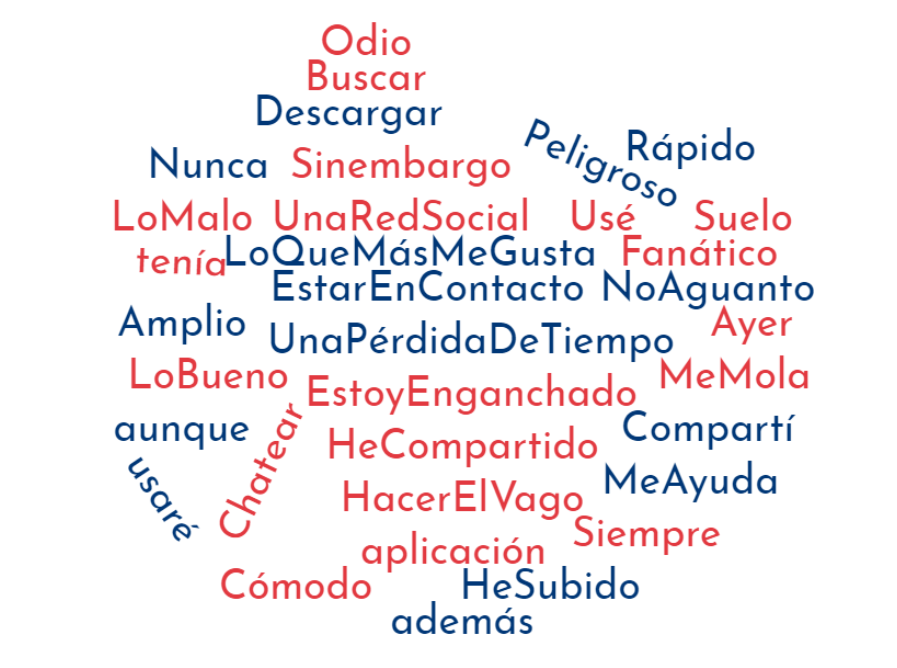 Odio
Buscar
Descargar
Peligroso
Rápido
Nunca Sinembargo
LoMalo UnaRedSocial Usé Suelo
tenía LoQueMásMeGusta Fanático
EstarEnContacto NoAguanto
Amplio UnaPérdidaDeTiempo Ayer
LoBueno EstoyEnganchado MeMola
aunque Chatear HeCompartido Compartí
usaré HacerElVago MeAyuda
aplicación Siempre
Cómodo HeSubido
además